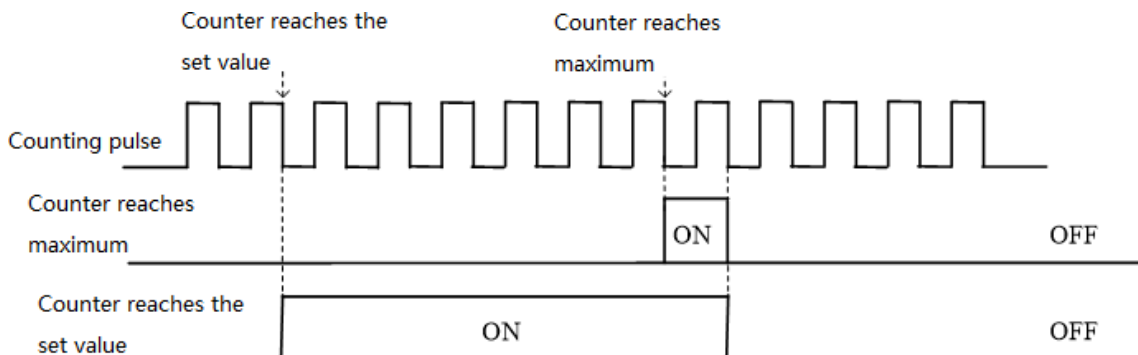 Counter reaches the
set value
Counter reaches
maximum
Counting pulse
Counter reaches
maximum
ON
OFF
Counter reaches the
set value
ON
OFF